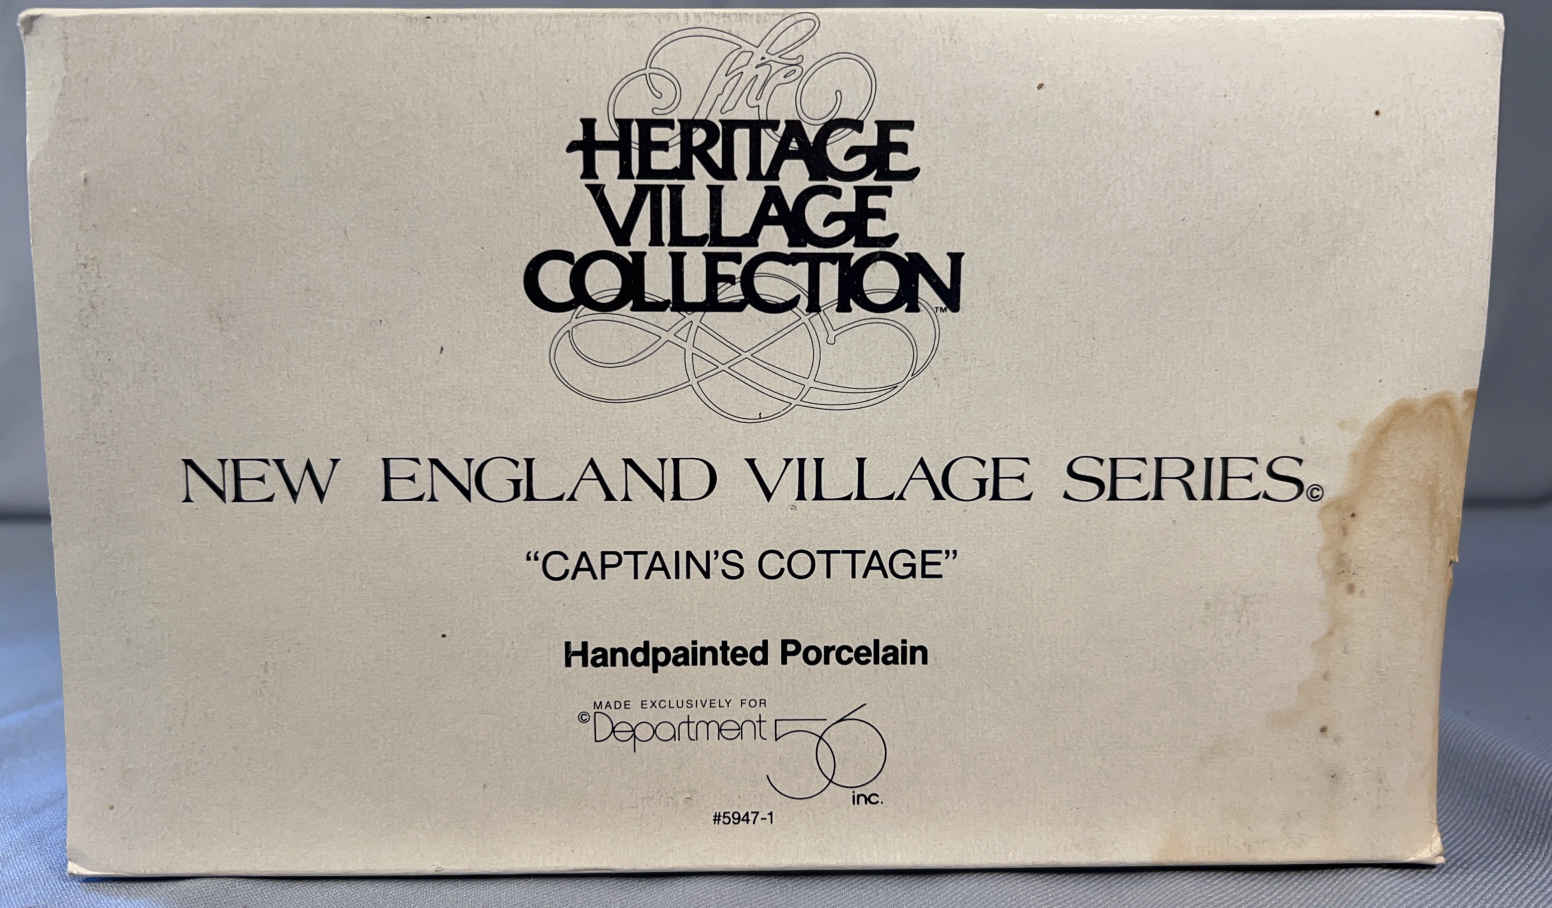 The
HERITAGE
VILLAGE
COLLECTION™
NEW ENGLAND VILLAGE SERIES©
“CAPTAIN’S COTTAGE”
Handpainted Porcelain
MADE EXCLUSIVELY FOR
©Department 56
inc.
#5947-1